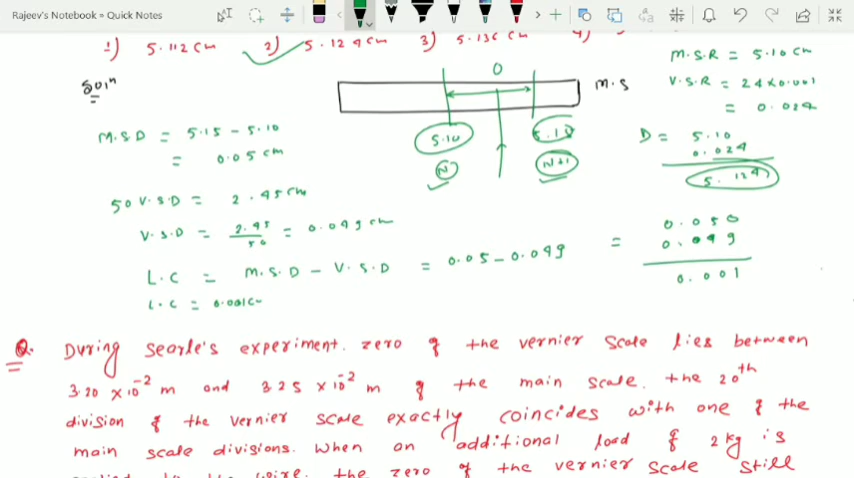 Rajeev's Notebook » Quick Notes
1) 5.112 cm 2) 5.124 cm 3) 5.136 cm 4)
Soln
M.S.R = 5.10 cm
V.S.R = 24×0.001
= 0.024
0
M.S
5.10
5.15
N
N+1
D = 5.10
0.024
5.124
M.S.D = 5.15 - 5.10
= 0.05 cm
50 V.S.D = 2.45 cm
V.S.D = 2.45/50 = 0.049 cm
L.C = M.S.D - V.S.D = 0.05 - 0.049 = 0.050
0.049
0.001
L.C = 0.001c
Q. During Searle's experiment. zero of the vernier scale lies between
3.20 × 10⁻² m and 3.25 × 10⁻² m of the main scale. the 20th
division of the vernier scale exactly coincides with one of the
main scale divisions. When an additional load of 2 kg is
the wire, the zero of the vernier scale still